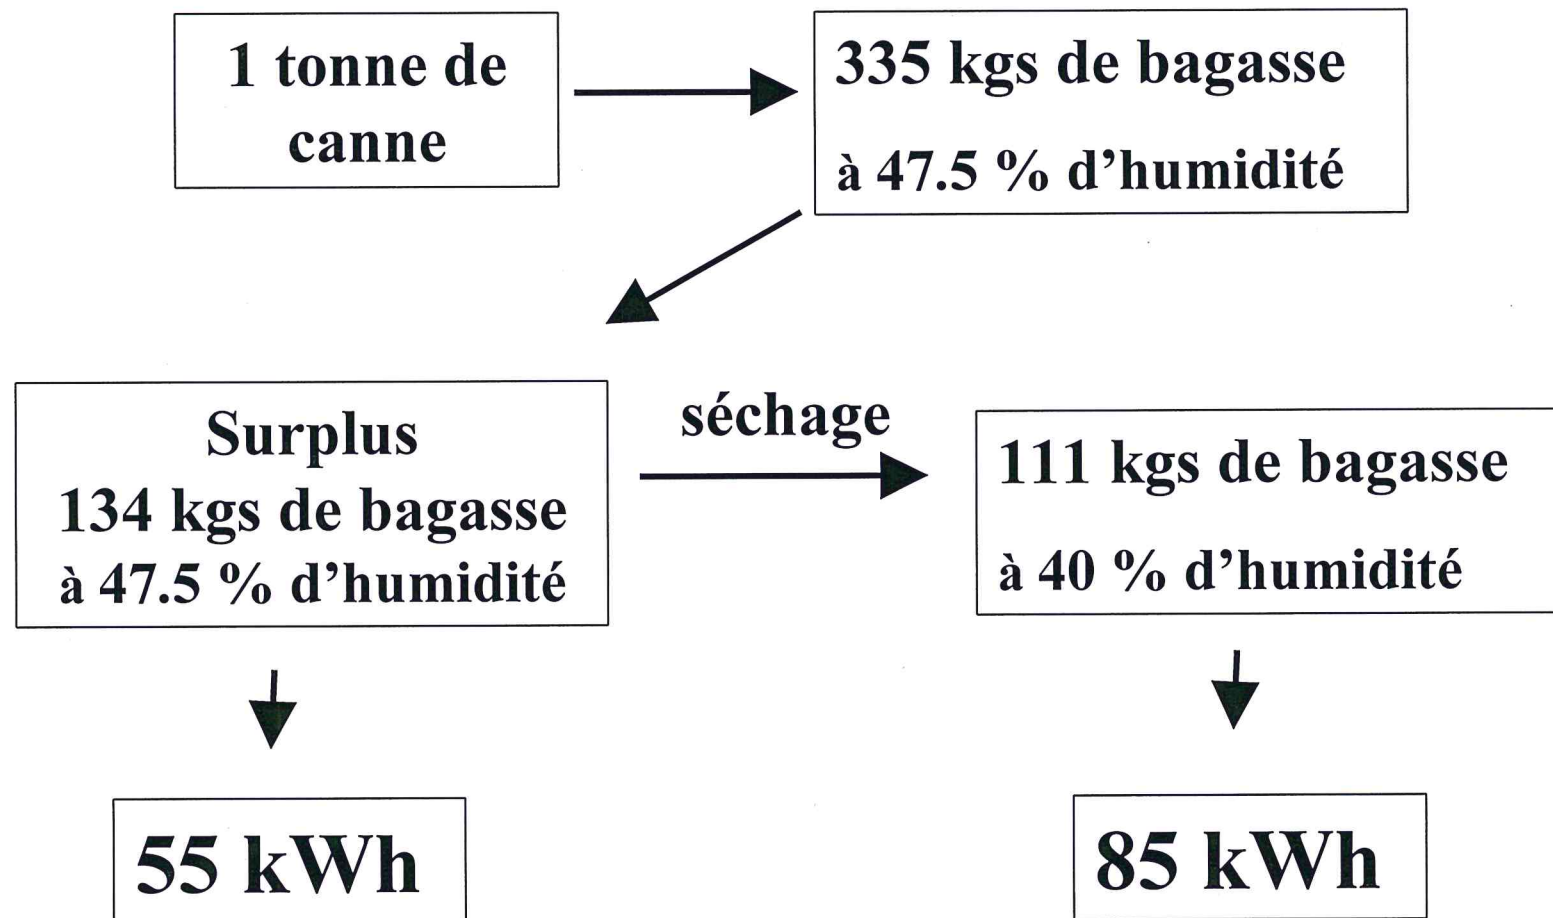 1 tonne de
canne
335 kgs de bagasse
à 47.5 % d’humidité
Surplus
134 kgs de bagasse
à 47.5 % d’humidité
séchage
111 kgs de bagasse
à 40 % d’humidité
55 kWh
85 kWh